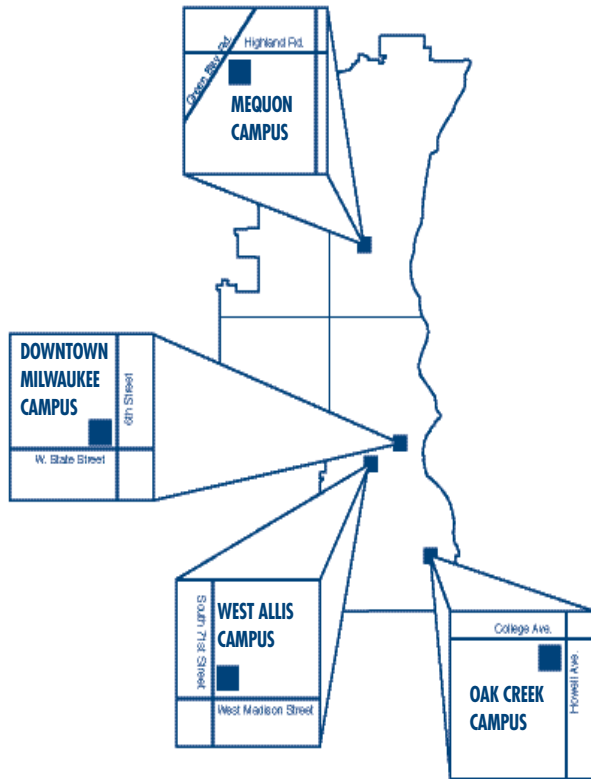 Highland Rd.
Green Bay Rd.
MEQUON
CAMPUS
DOWNTOWN
MILWAUKEE
CAMPUS
6th Street
W. State Street
South 71st Street
WEST ALLIS
CAMPUS
West Madison Street
College Ave.
Howell Ave.
OAK CREEK
CAMPUS